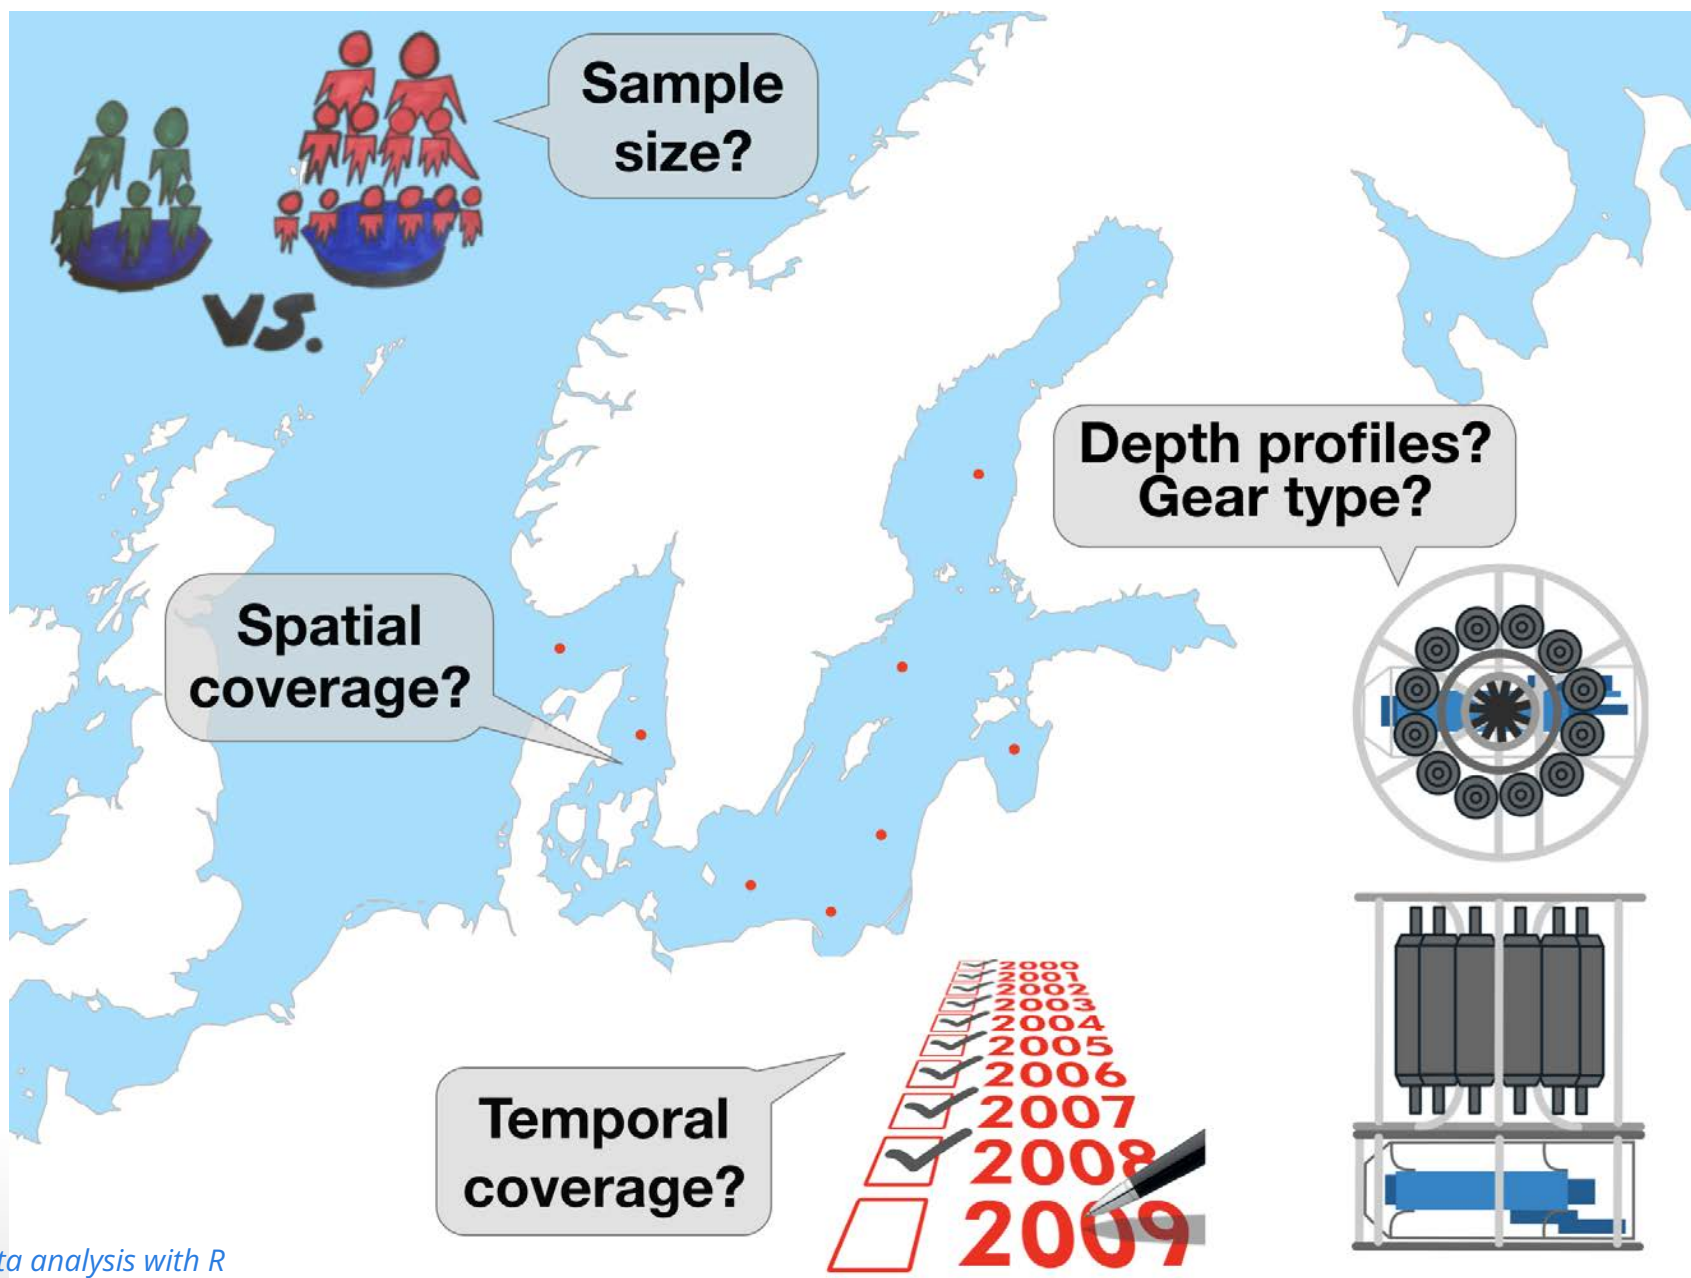 Sample
size?
vs.
Depth profiles?
Gear type?
Spatial
coverage?
2000
2001
2002
2003
2004
2005
2006
2007
2008
2009
Temporal
coverage?
ta analysis with R